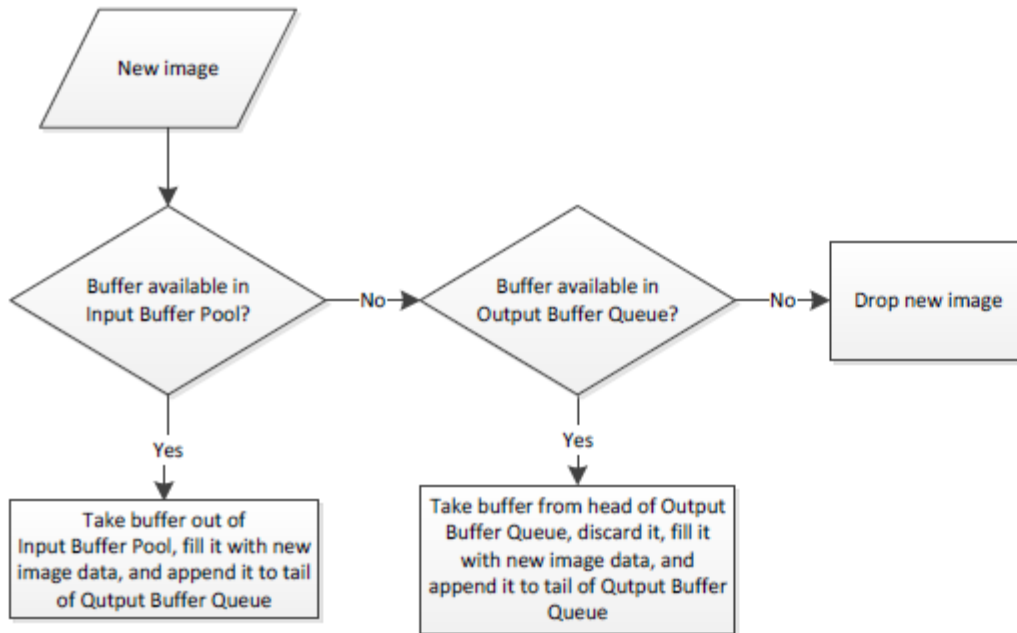 New image
Buffer available in
Input Buffer Pool?
No
Buffer available in
Output Buffer Queue?
No
Drop new image
Yes
Yes
Take buffer out of
Input Buffer Pool, fill it with new
image data, and append it to tail
of Qutput Buffer Queue
Take buffer from head of Output
Buffer Queue, discard it, fill it
with new image data, and
append it to tail of Qutput Buffer
Queue